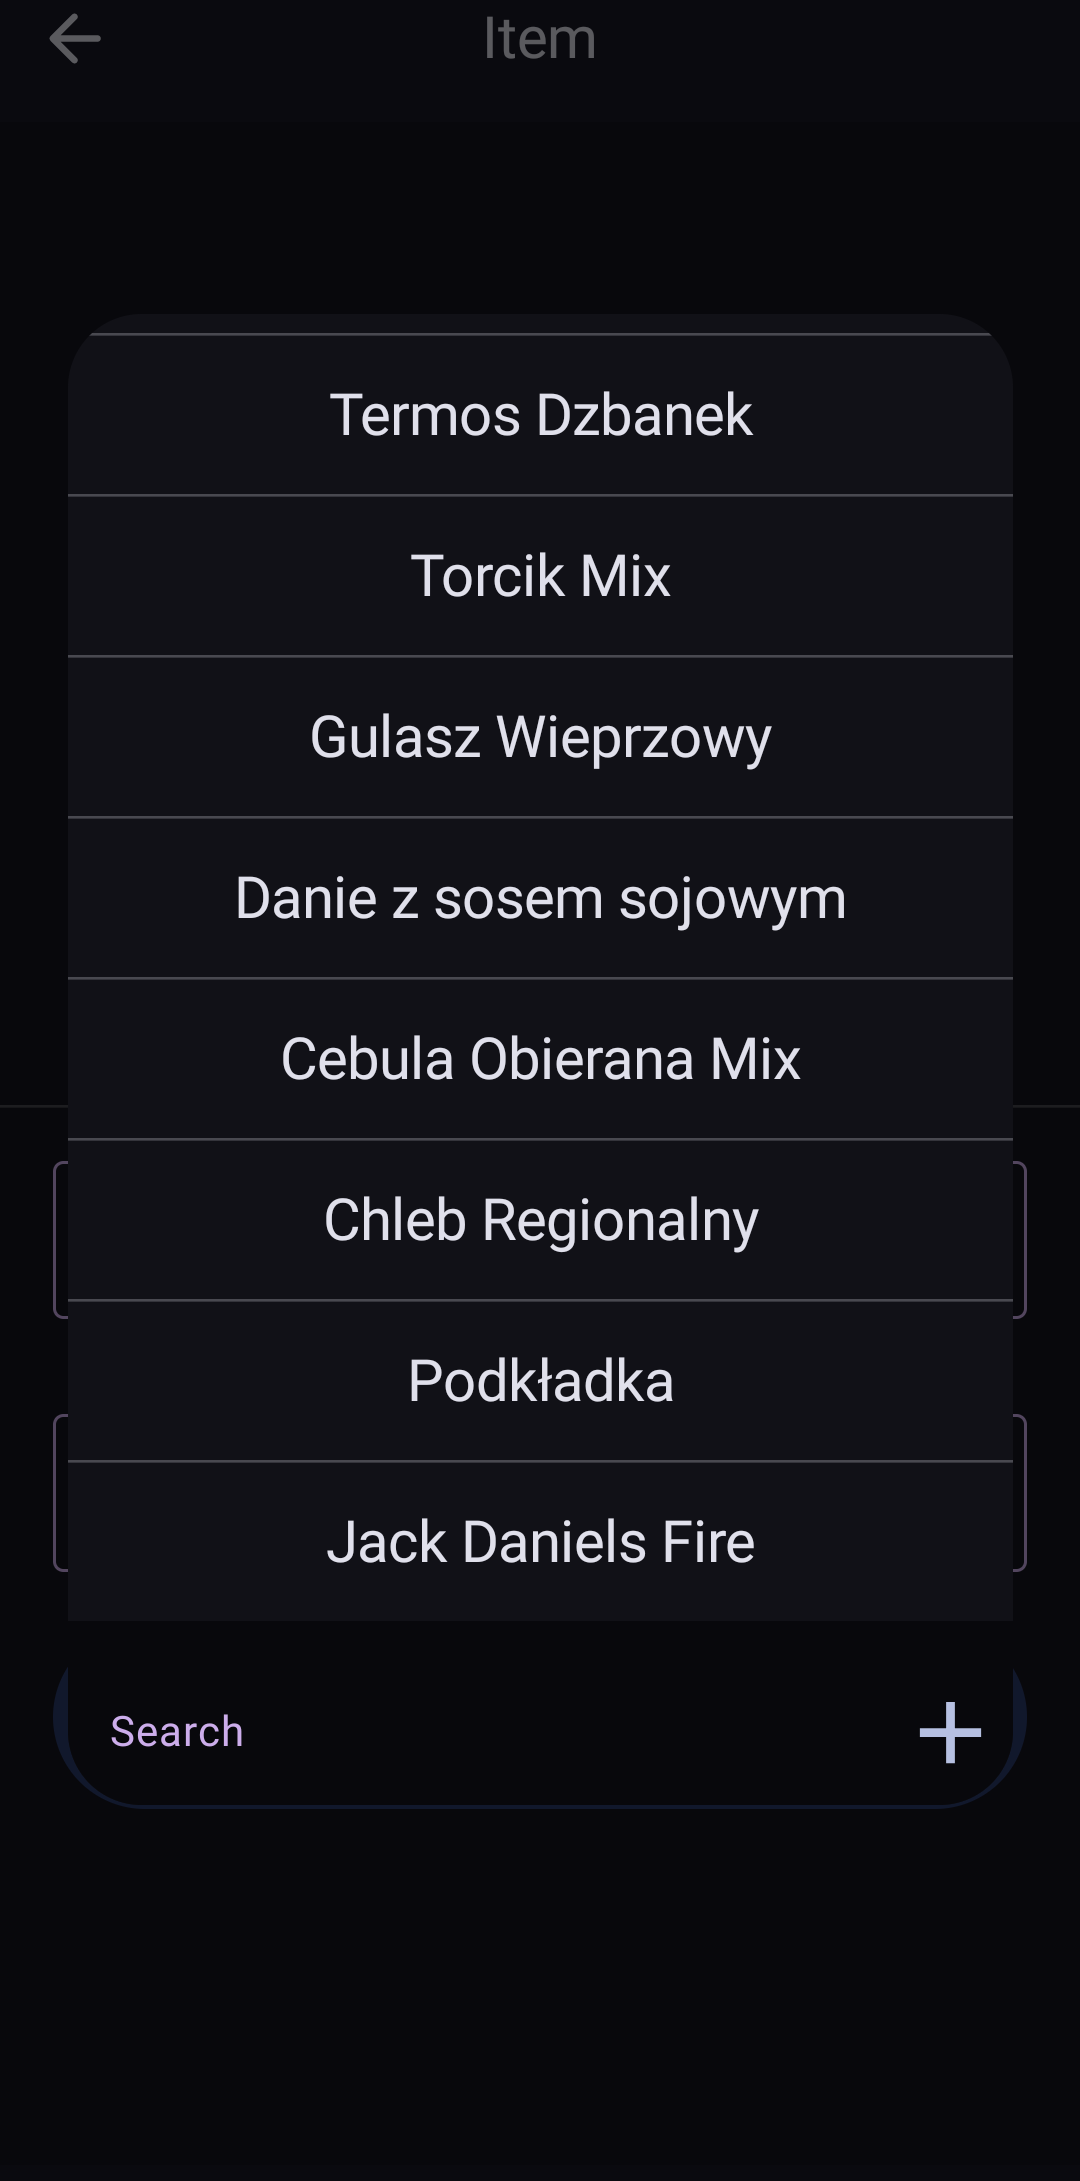 Item
Termos Dzbanek
Torcik Mix
Gulasz Wieprzowy
Danie z sosem sojowym
Cebula Obierana Mix
Chleb Regionalny
Podkładka
Jack Daniels Fire
Search